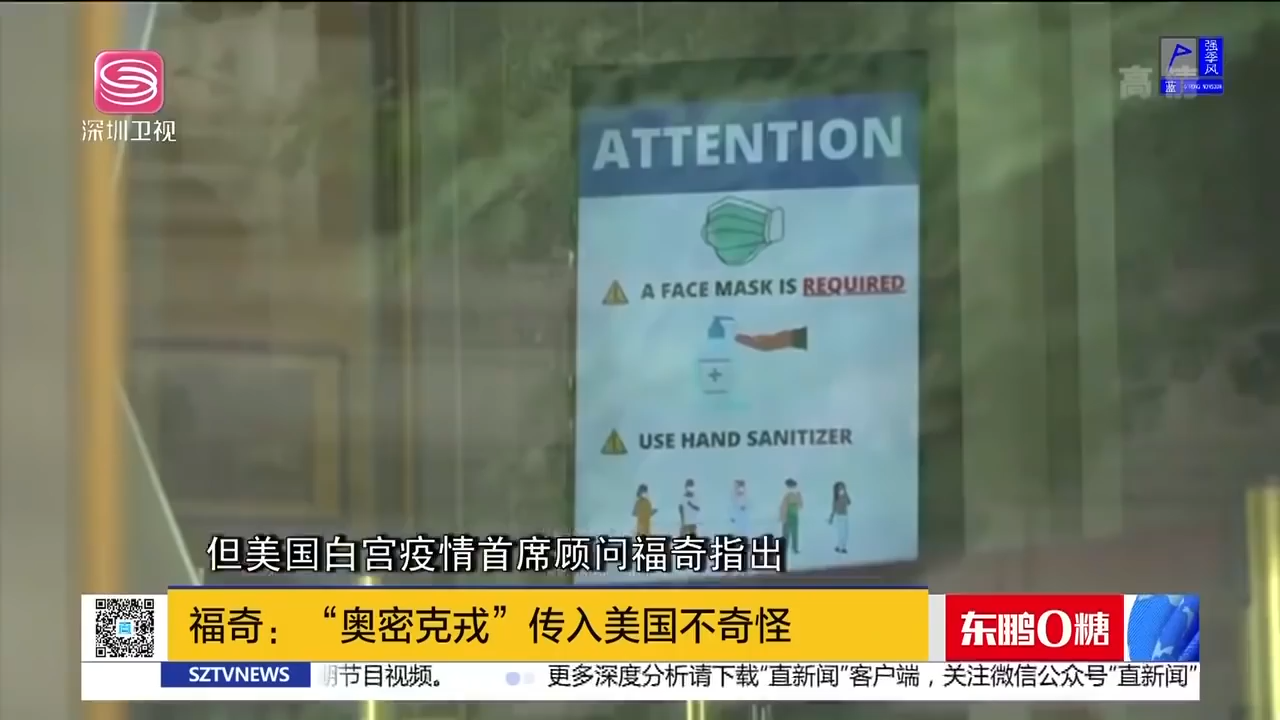 深圳卫视
高清
强季风
蓝
ATTENTION
A FACE MASK IS REQUIRED
USE HAND SANITIZER
但美国白宫疫情首席顾问福奇指出
福奇：“奥密克戎”传入美国不奇怪
东鹏0糖
SZTVNEWS
期节目视频。 更多深度分析请下载“直新闻”客户端，关注微信公众号“直新闻”